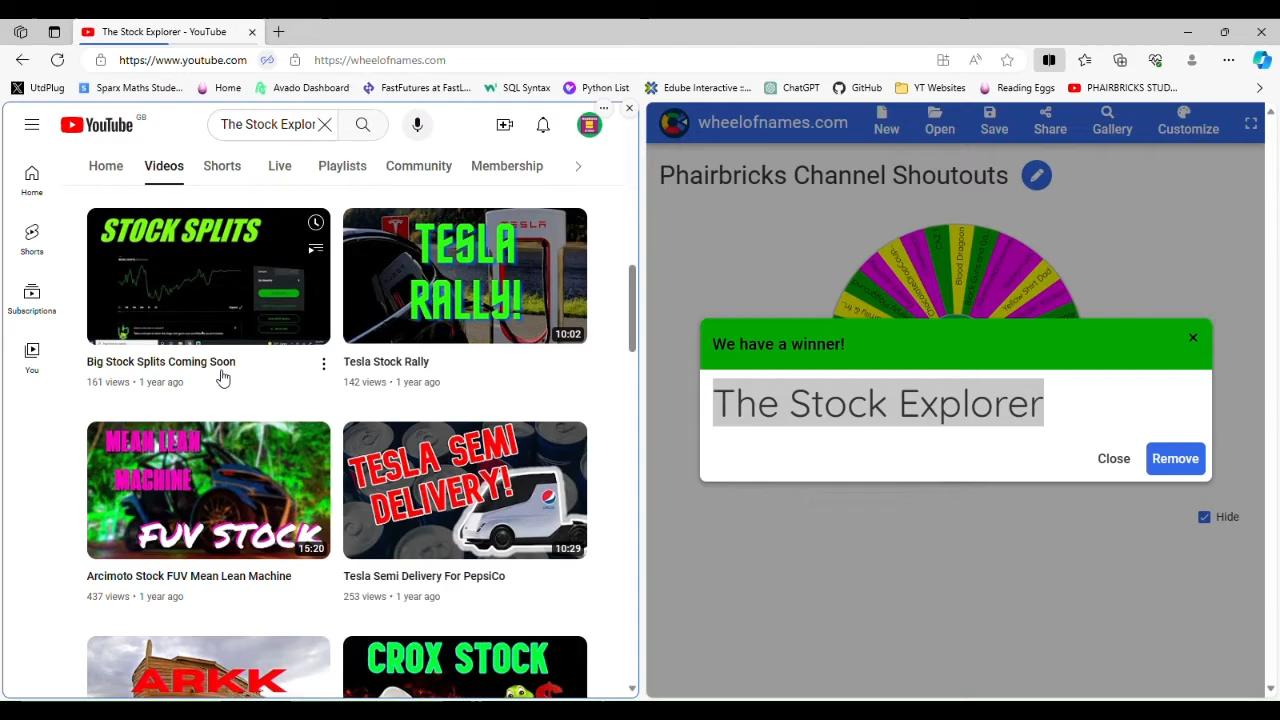 The Stock Explorer - YouTube
https://www.youtube.com
https://wheelofnames.com
UtdPlug
Sparx Maths Stude...
Home
Avado Dashboard
FastFutures at FastL...
SQL Syntax
Python List
Edube Interactive ::...
ChatGPT
GitHub
YT Websites
Reading Eggs
PHAIRBRICKS STUD...
YouTube GB
The Stock Explor
Home
Videos
Shorts
Live
Playlists
Community
Membership
Home
Shorts
Subscriptions
You
STOCK SPLITS
Big Stock Splits Coming Soon
161 views • 1 year ago
TESLA
TESLA
RALLY!
10:02
Tesla Stock Rally
142 views • 1 year ago
MEAN LEAN
MACHINE
FUV STOCK
15:20
Arcimoto Stock FUV Mean Lean Machine
437 views • 1 year ago
TESLA SEMI
DELIVERY!
10:29
Tesla Semi Delivery For PepsiCo
253 views • 1 year ago
ARKK
CROX STOCK
wheelofnames.com
New
Open
Save
Share
Gallery
Customize
Phairbricks Channel Shoutouts
Blood Dragoon
Yellow Shirt Dad
We have a winner!
The Stock Explorer
Close
Remove
Hide